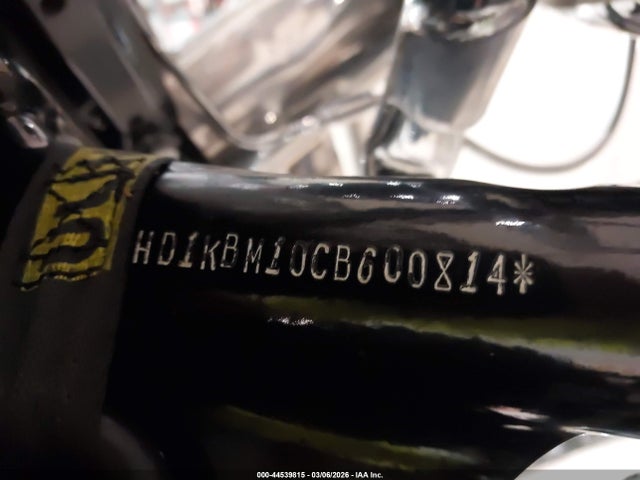 HD1KBM10CB600814*
000-44539815 - 03/06/2026 - IAA Inc.